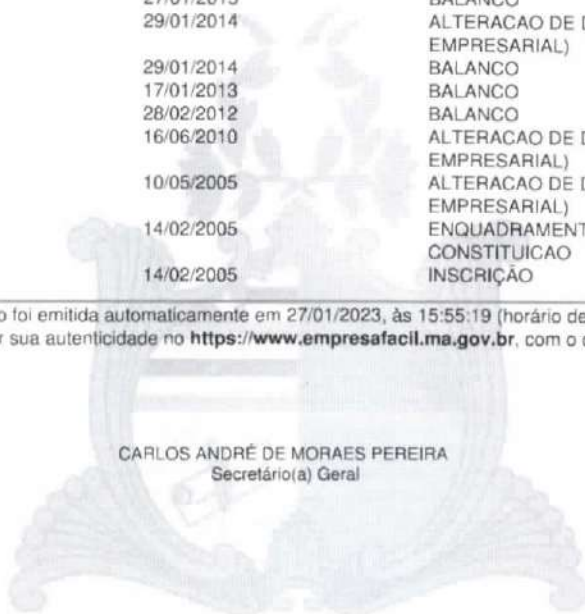 29/01/2014 ALTERACAO DE
EMPRESARIAL)
29/01/2014 BALANCO
17/01/2013 BALANCO
28/02/2012 BALANCO
16/06/2010 ALTERACAO DE
EMPRESARIAL)
10/05/2005 ALTERACAO DE
EMPRESARIAL)
14/02/2005 ENQUADRAMENT
CONSTITUICAO
14/02/2005 INSCRIÇÃO
o foi emitida automaticamente em 27/01/2023, às 15:55:19 (horário de
r sua autenticidade no https://www.empresafacil.ma.gov.br, com o
CARLOS ANDRÉ DE MORAES PEREIRA
Secretário(a) Geral